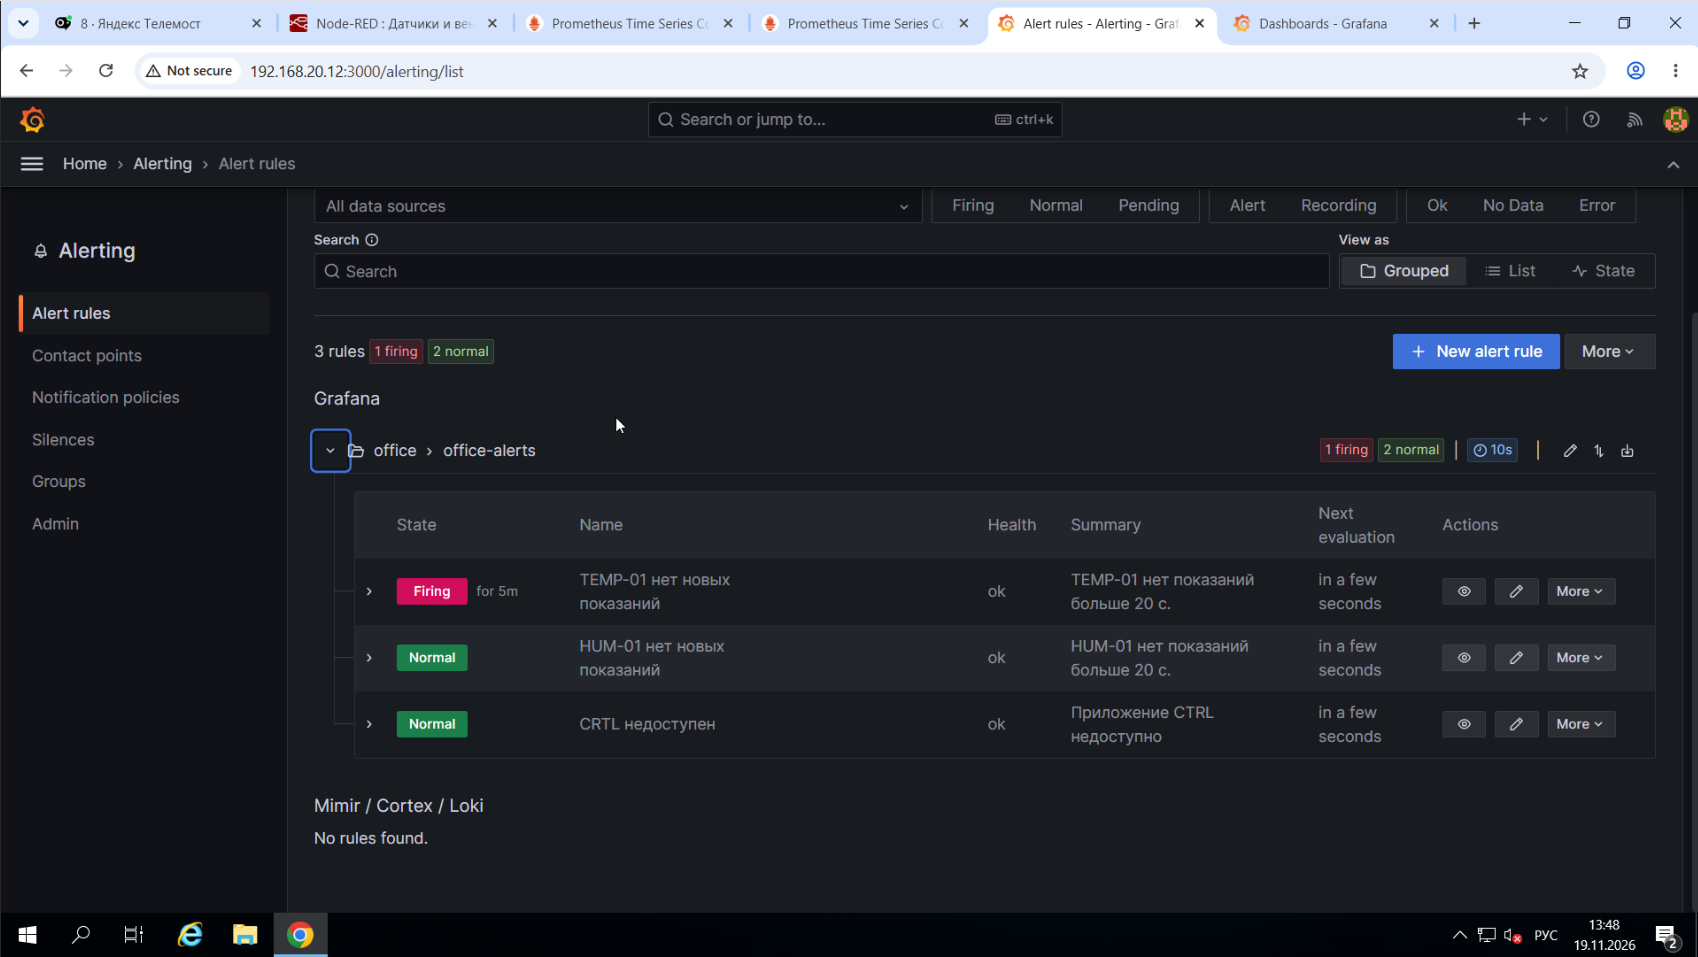 8 · Яндекс Телемост
Node-RED : Датчики и вен
Prometheus Time Series Co
Prometheus Time Series Co
Alert rules - Alerting - Graf
Dashboards - Grafana
Not secure
192.168.20.12:3000/alerting/list
Search or jump to...
ctrl+k
Home › Alerting › Alert rules
All data sources
Firing Normal Pending
Alert Recording
Ok No Data Error
Alerting
Alert rules
Contact points
Notification policies
Silences
Groups
Admin
Search
View as
Search
Grouped List State
3 rules 1 firing 2 normal
New alert rule
More
Grafana
office › office-alerts
1 firing 2 normal 10s
State
Name
Health
Summary
Next
evaluation
Actions
Firing for 5m
TEMP-01 нет новых
показаний
ok
TEMP-01 нет показаний
больше 20 с.
in a few
seconds
More
Normal
HUM-01 нет новых
показаний
ok
HUM-01 нет показаний
больше 20 с.
in a few
seconds
More
Normal
CRTL недоступен
ok
Приложение CTRL
недоступно
in a few
seconds
More
Mimir / Cortex / Loki
No rules found.
РУС
13:48
19.11.2026
2